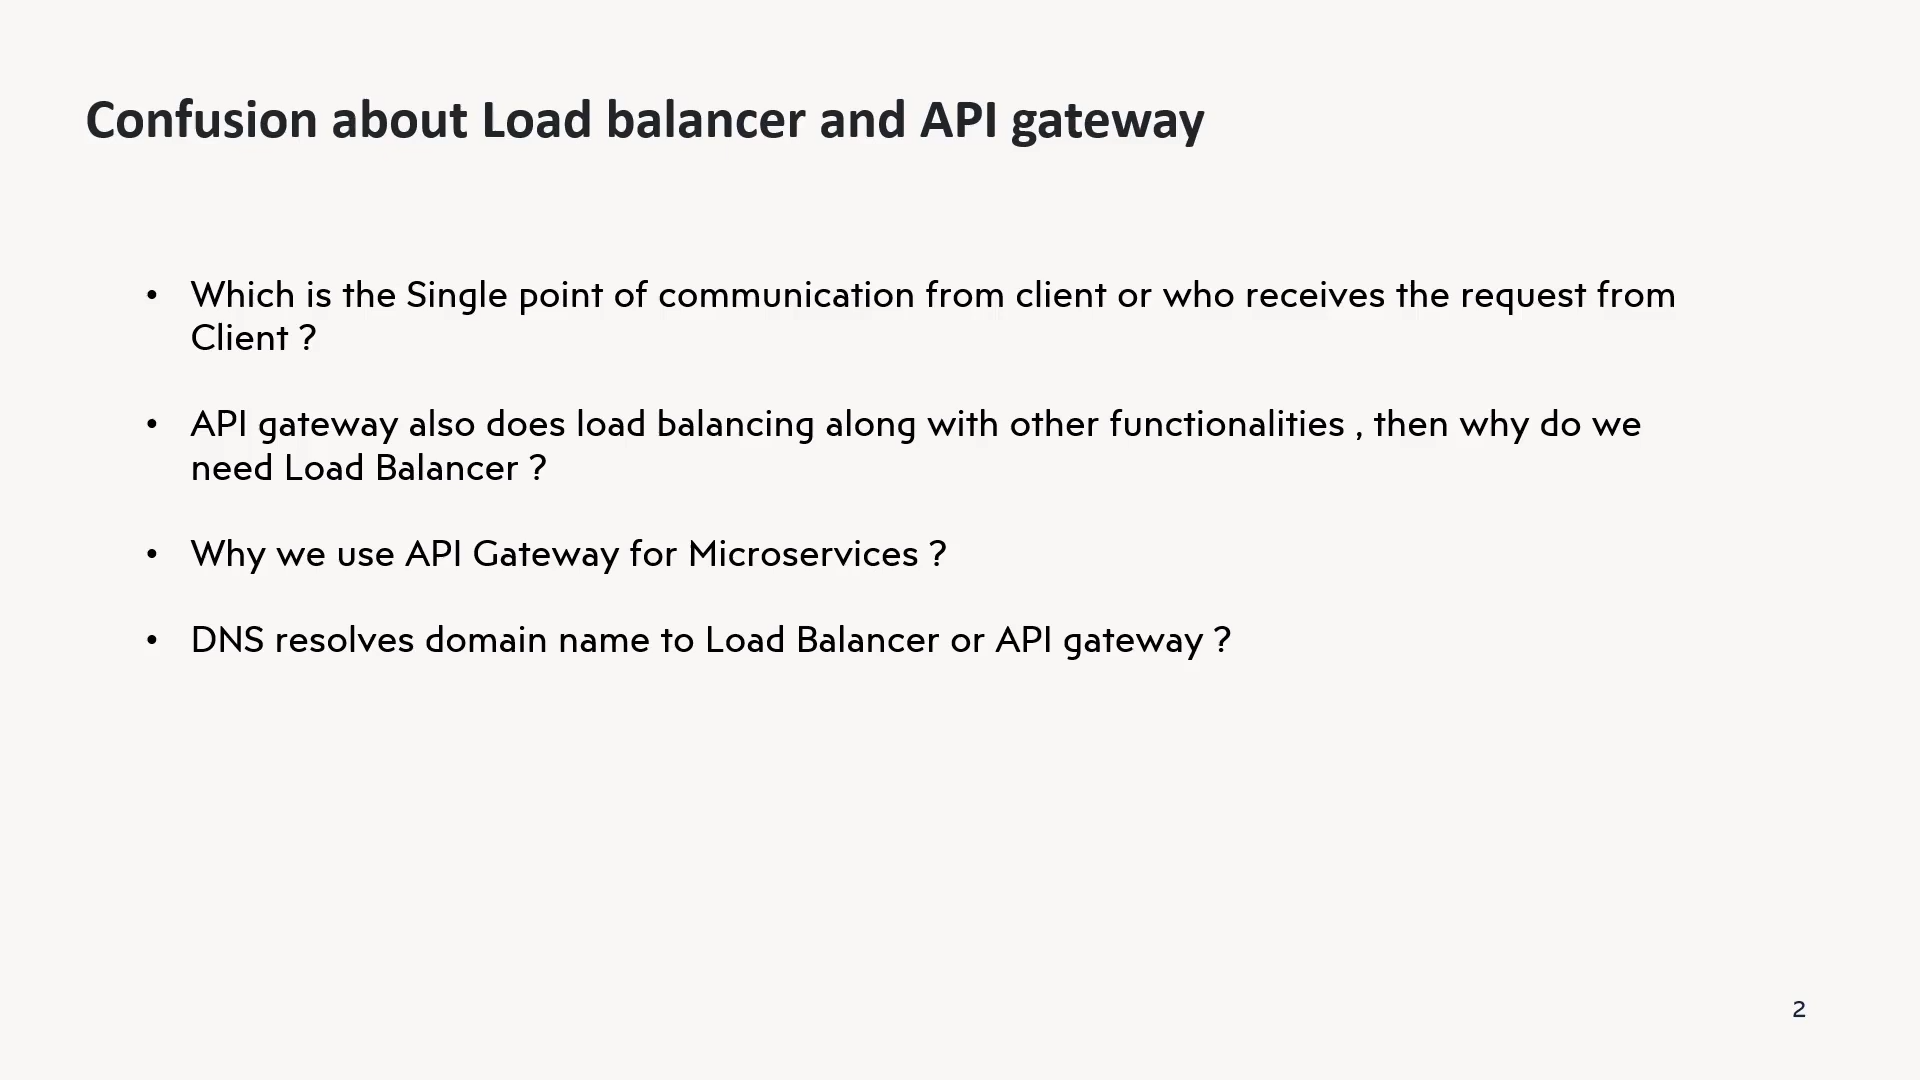 Confusion about Load balancer and API gateway
• Which is the Single point of communication from client or who receives the request from
Client ?
• API gateway also does load balancing along with other functionalities , then why do we
need Load Balancer ?
• Why we use API Gateway for Microservices ?
• DNS resolves domain name to Load Balancer or API gateway ?
2